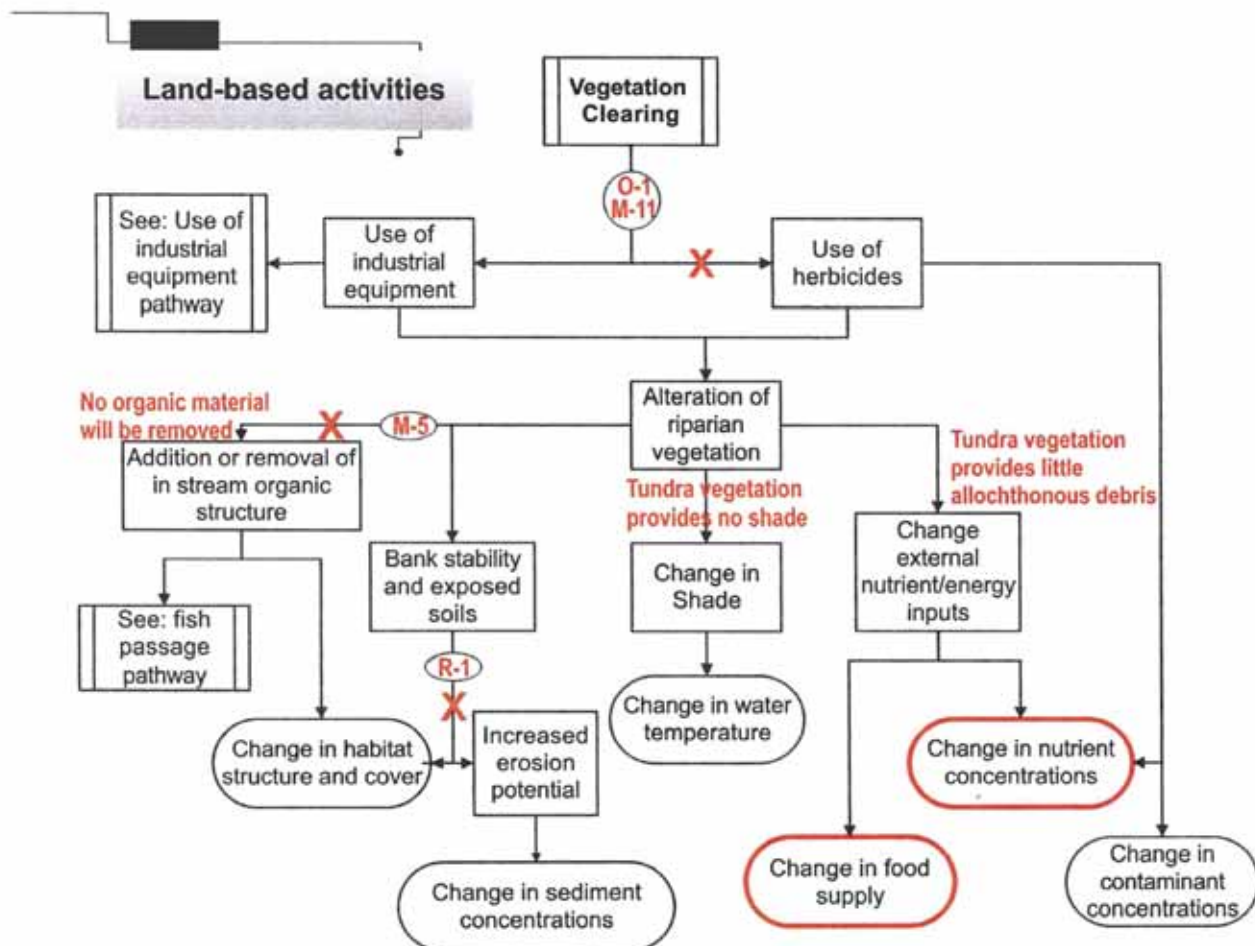 Land-based activities
Vegetation
Clearing
O-1
M-11
See: Use of
industrial
equipment
pathway
Use of
industrial
equipment
X
Use of
herbicides
No organic material
will be removed
X
M-5
Alteration of
riparian
vegetation
Tundra vegetation
provides little
allochthonous debris
Addition or removal of
in stream organic
structure
Tundra vegetation
provides no shade
Bank stability
and exposed
soils
Change in
Shade
Change
external
nutrient/energy
inputs
See: fish
passage
pathway
R-1
X
Change in habitat
structure and cover
Increased
erosion
potential
Change in water
temperature
Change in nutrient
concentrations
Change in sediment
concentrations
Change in food
supply
Change in
contaminant
concentrations